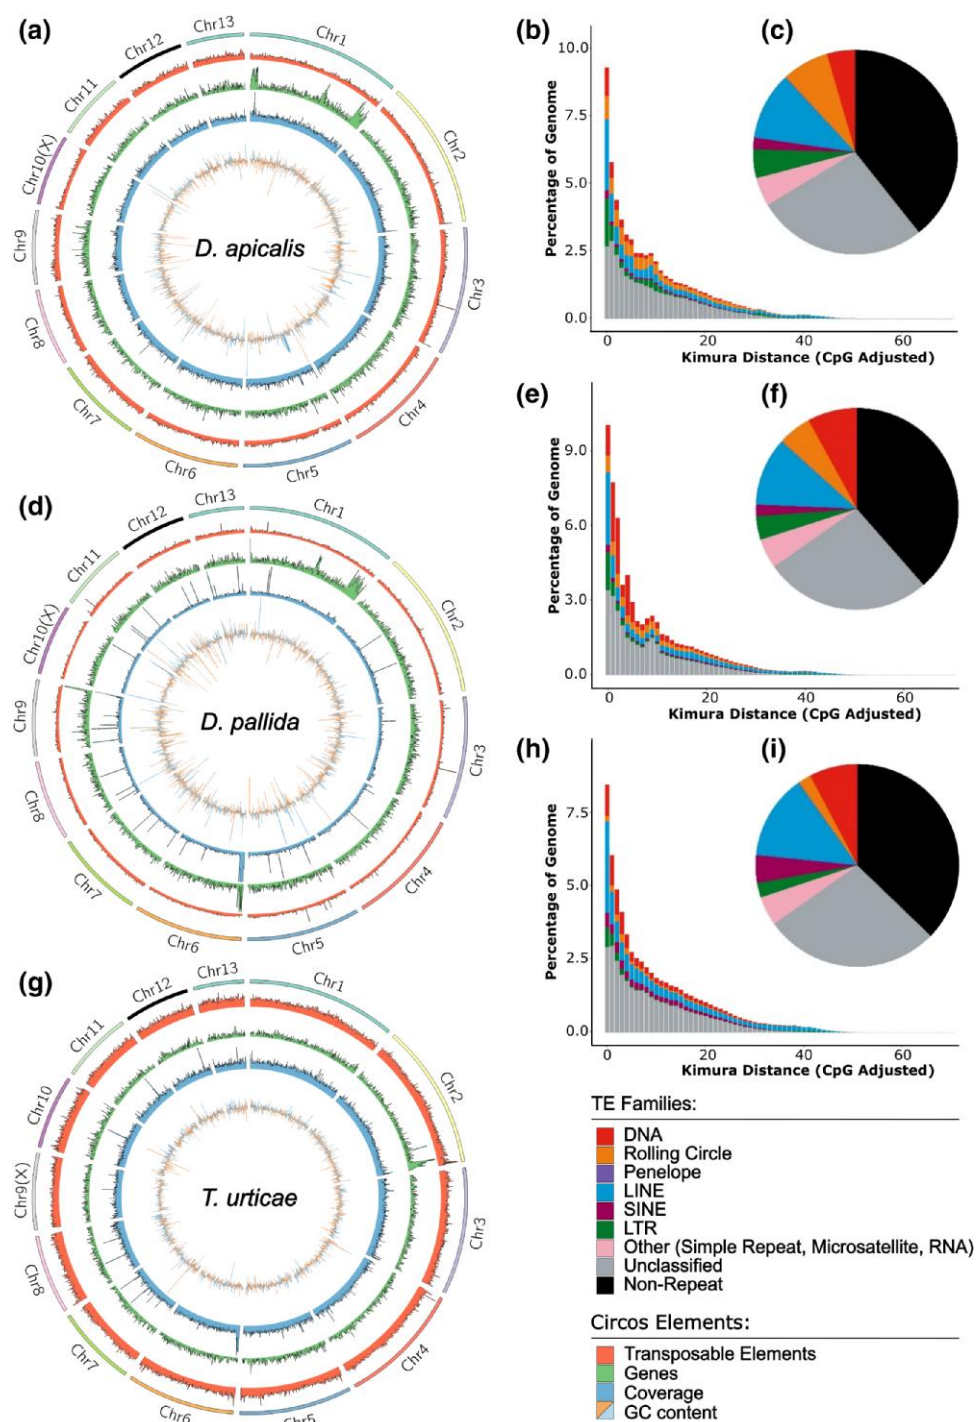 (a)
Chr13
Chr1
Chr12
Chr11
Chr2
Chr10(X)
Chr9
Chr3
Chr8
Chr4
Chr7
Chr6
Chr5
D. apicalis
(b)
10.0
7.5
5.0
2.5
0.0
Percentage of Genome
0
20
40
60
Kimura Distance (CpG Adjusted)
(c)
(d)
Chr13
Chr1
Chr12
Chr11
Chr2
Chr10(X)
Chr9
Chr3
Chr8
Chr4
Chr7
Chr6
Chr5
D. pallida
(e)
9.0
6.0
3.0
0.0
Percentage of Genome
0
20
40
60
Kimura Distance (CpG Adjusted)
(f)
(g)
Chr13
Chr1
Chr12
Chr11
Chr2
Chr10
Chr9(X)
Chr3
Chr8
Chr4
Chr7
Chr6
Chr5
T. urticae
(h)
7.5
5.0
2.5
0.0
Percentage of Genome
0
20
40
60
Kimura Distance (CpG Adjusted)
(i)
TE Families:
DNA
Rolling Circle
Penelope
LINE
SINE
LTR
Other (Simple Repeat, Microsatellite, RNA)
Unclassified
Non-Repeat
Circos Elements:
Transposable Elements
Genes
Coverage
GC content